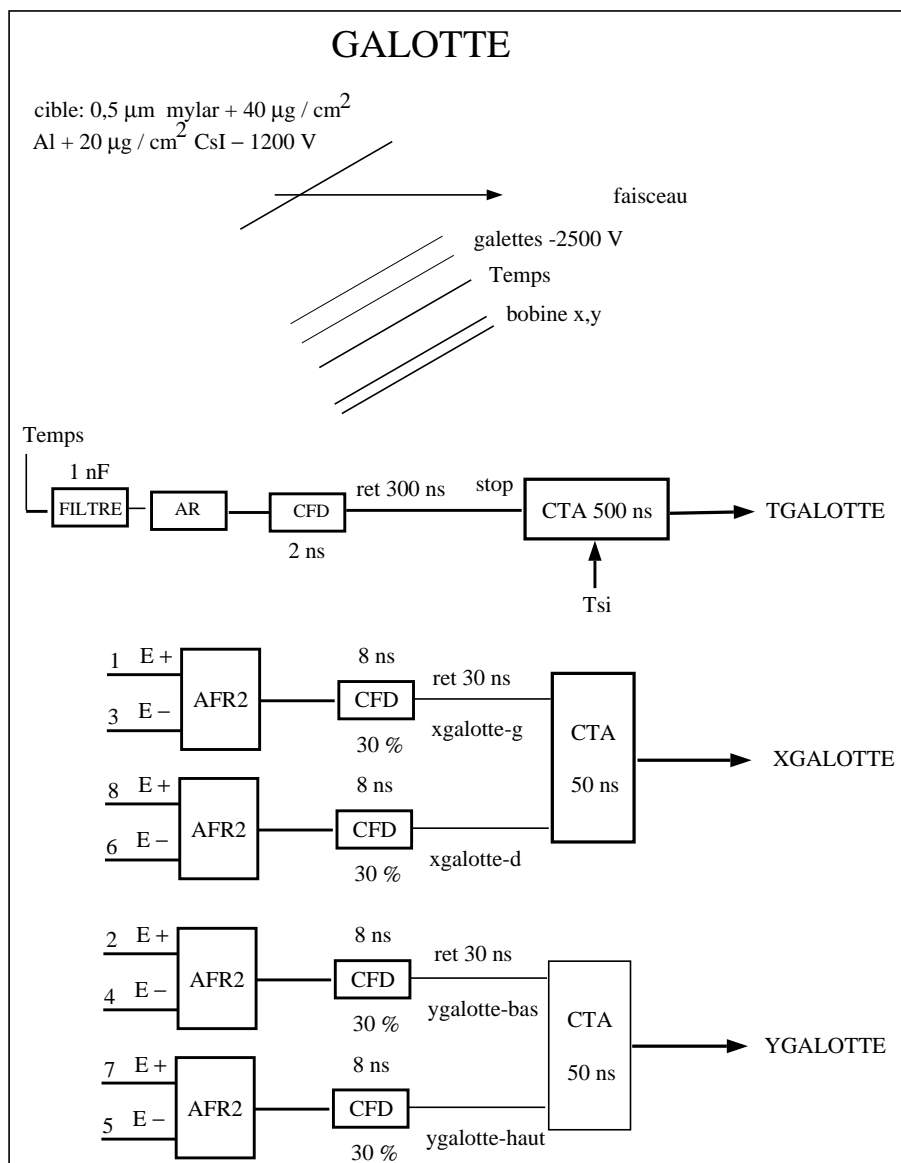 GALOTTE
cible: 0,5 µm mylar + 40 µg / cm2
Al + 20 µg / cm2 CsI − 1200 V
faisceau
galettes -2500 V
Temps
bobine x,y
Temps
1 nF
FILTRE
AR
CFD
2 ns
ret 300 ns
stop
CTA 500 ns
TGALOTTE
Tsi
1 E +
3 E −
AFR2
8 ns
CFD
30 %
ret 30 ns
xgalotte-g
8 E +
6 E −
AFR2
8 ns
CFD
30 %
xgalotte-d
CTA
50 ns
XGALOTTE
2 E +
4 E −
AFR2
8 ns
CFD
30 %
ret 30 ns
ygalotte-bas
7 E +
5 E −
AFR2
8 ns
CFD
30 %
ygalotte-haut
CTA
50 ns
YGALOTTE